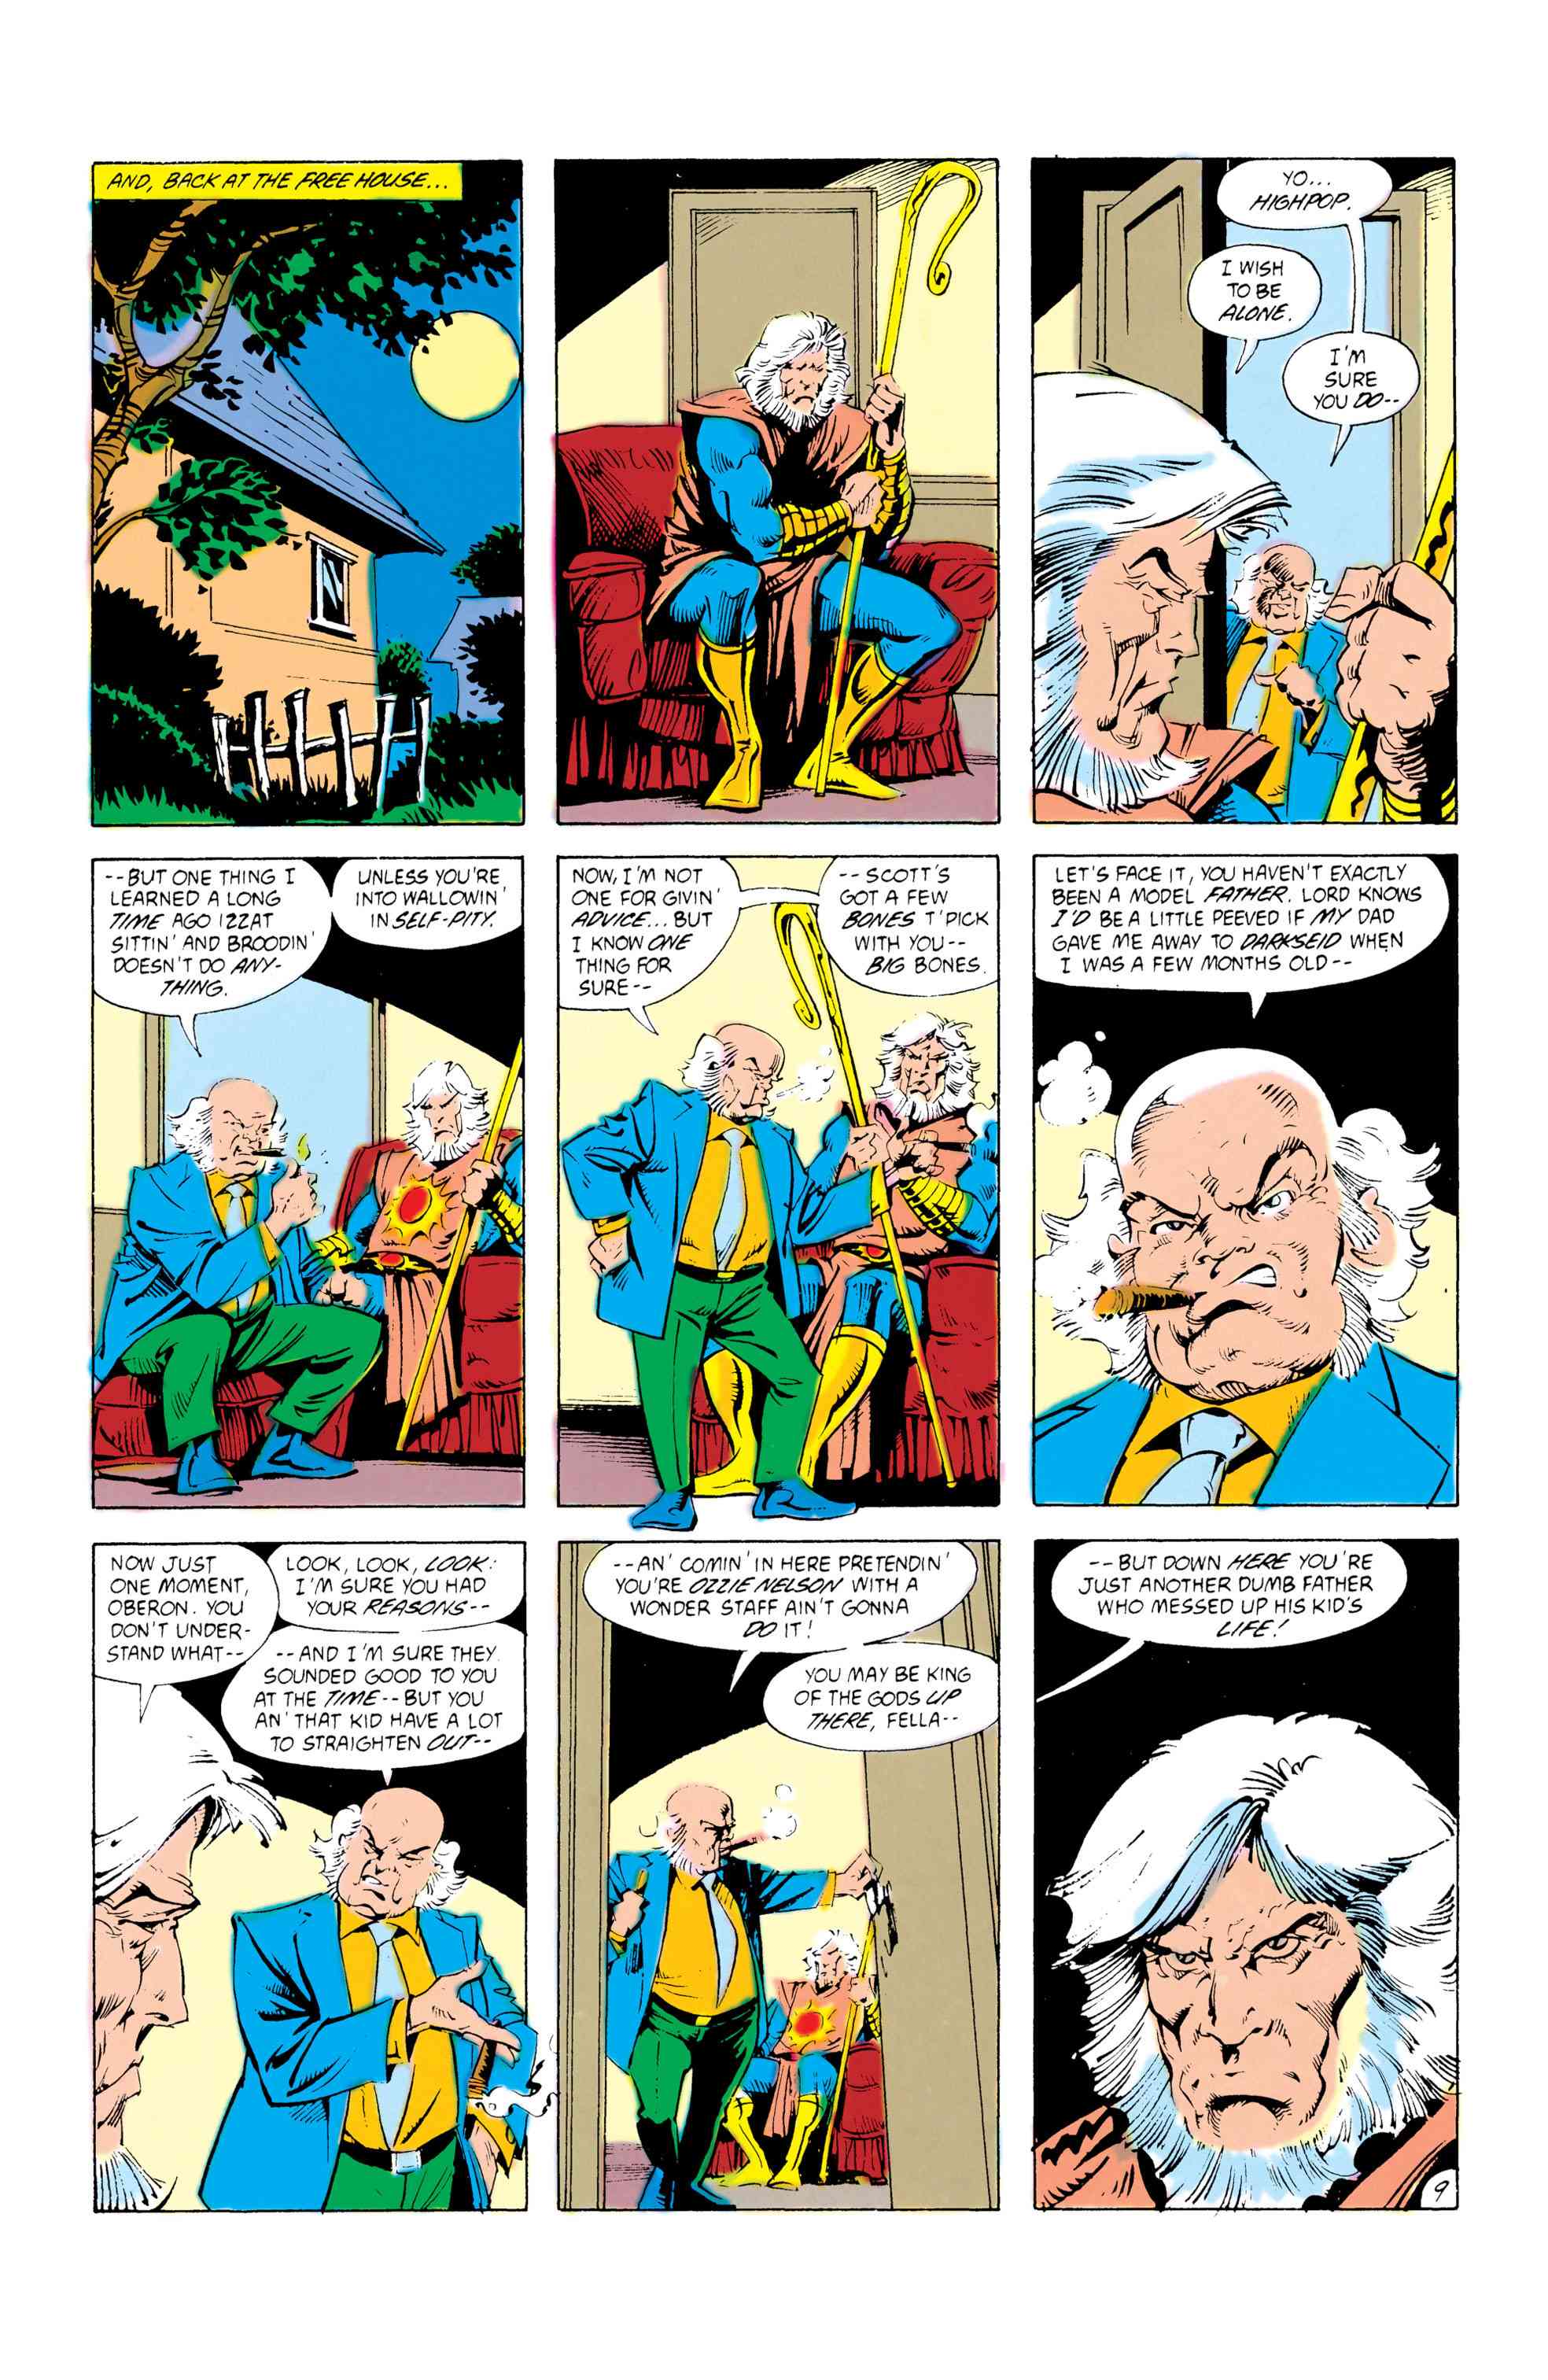 AND, BACK AT THE FREE HOUSE...
YO...
HIGHPOP.
I WISH
TO BE
ALONE.
I'M
SURE
YOU DO--
--BUT ONE THING I
LEARNED A LONG
TIME AGO IZZAT
SITTIN' AND BROODIN'
DOESN'T DO ANY-
THING.
UNLESS YOU'RE
INTO WALLOWIN'
IN SELF-PITY.
NOW, I'M NOT
ONE FOR GIVIN'
ADVICE... BUT
I KNOW ONE
THING FOR
SURE--
--SCOTT'S
GOT A FEW
BONES T'PICK
WITH YOU--
BIG BONES.
LET'S FACE IT, YOU HAVEN'T EXACTLY
BEEN A MODEL FATHER. LORD KNOWS
I'D BE A LITTLE PEEVED IF MY DAD
GAVE ME AWAY TO DARKSEID WHEN
I WAS A FEW MONTHS OLD--
NOW JUST
ONE MOMENT,
OBERON. YOU
DON'T UNDER-
STAND WHAT--
LOOK, LOOK, LOOK:
I'M SURE YOU HAD
YOUR REASONS--
--AND I'M SURE THEY
SOUNDED GOOD TO YOU
AT THE TIME--BUT YOU
AN' THAT KID HAVE A LOT
TO STRAIGHTEN OUT--
--AN' COMIN' IN HERE PRETENDIN'
YOU'RE OZZIE NELSON WITH A
WONDER STAFF AIN'T GONNA
DO IT!
YOU MAY BE KING
OF THE GODS UP
THERE, FELLA--
--BUT DOWN HERE YOU'RE
JUST ANOTHER DUMB FATHER
WHO MESSED UP HIS KID'S
LIFE!
9